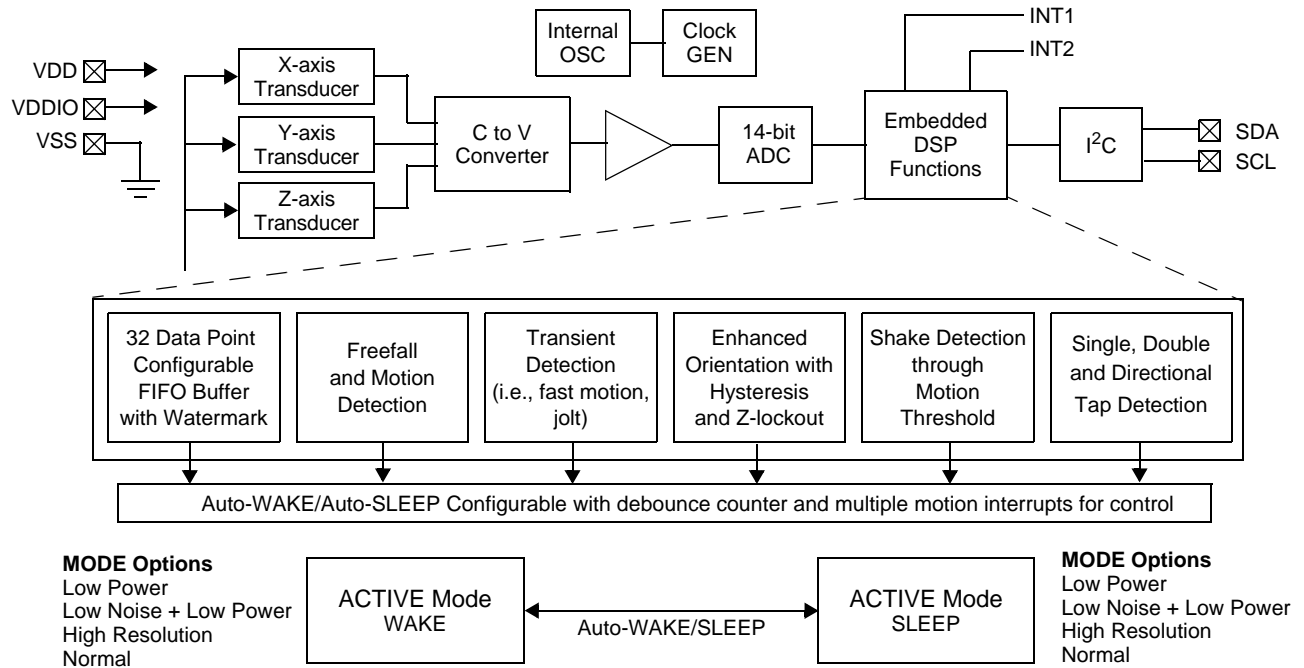 INT1
INT2
Internal
OSC
Clock
GEN
VDD
VDDIO
VSS
X-axis
Transducer
Y-axis
Transducer
Z-axis
Transducer
C to V
Converter
14-bit
ADC
Embedded
DSP
Functions
I²C
SDA
SCL
32 Data Point
Configurable
FIFO Buffer
with Watermark
Freefall
and Motion
Detection
Transient
Detection
(i.e., fast motion,
jolt)
Enhanced
Orientation with
Hysteresis
and Z-lockout
Shake Detection
through
Motion
Threshold
Single, Double
and Directional
Tap Detection
Auto-WAKE/Auto-SLEEP Configurable with debounce counter and multiple motion interrupts for control
MODE Options
Low Power
Low Noise + Low Power
High Resolution
Normal
ACTIVE Mode
WAKE
Auto-WAKE/SLEEP
ACTIVE Mode
SLEEP
MODE Options
Low Power
Low Noise + Low Power
High Resolution
Normal